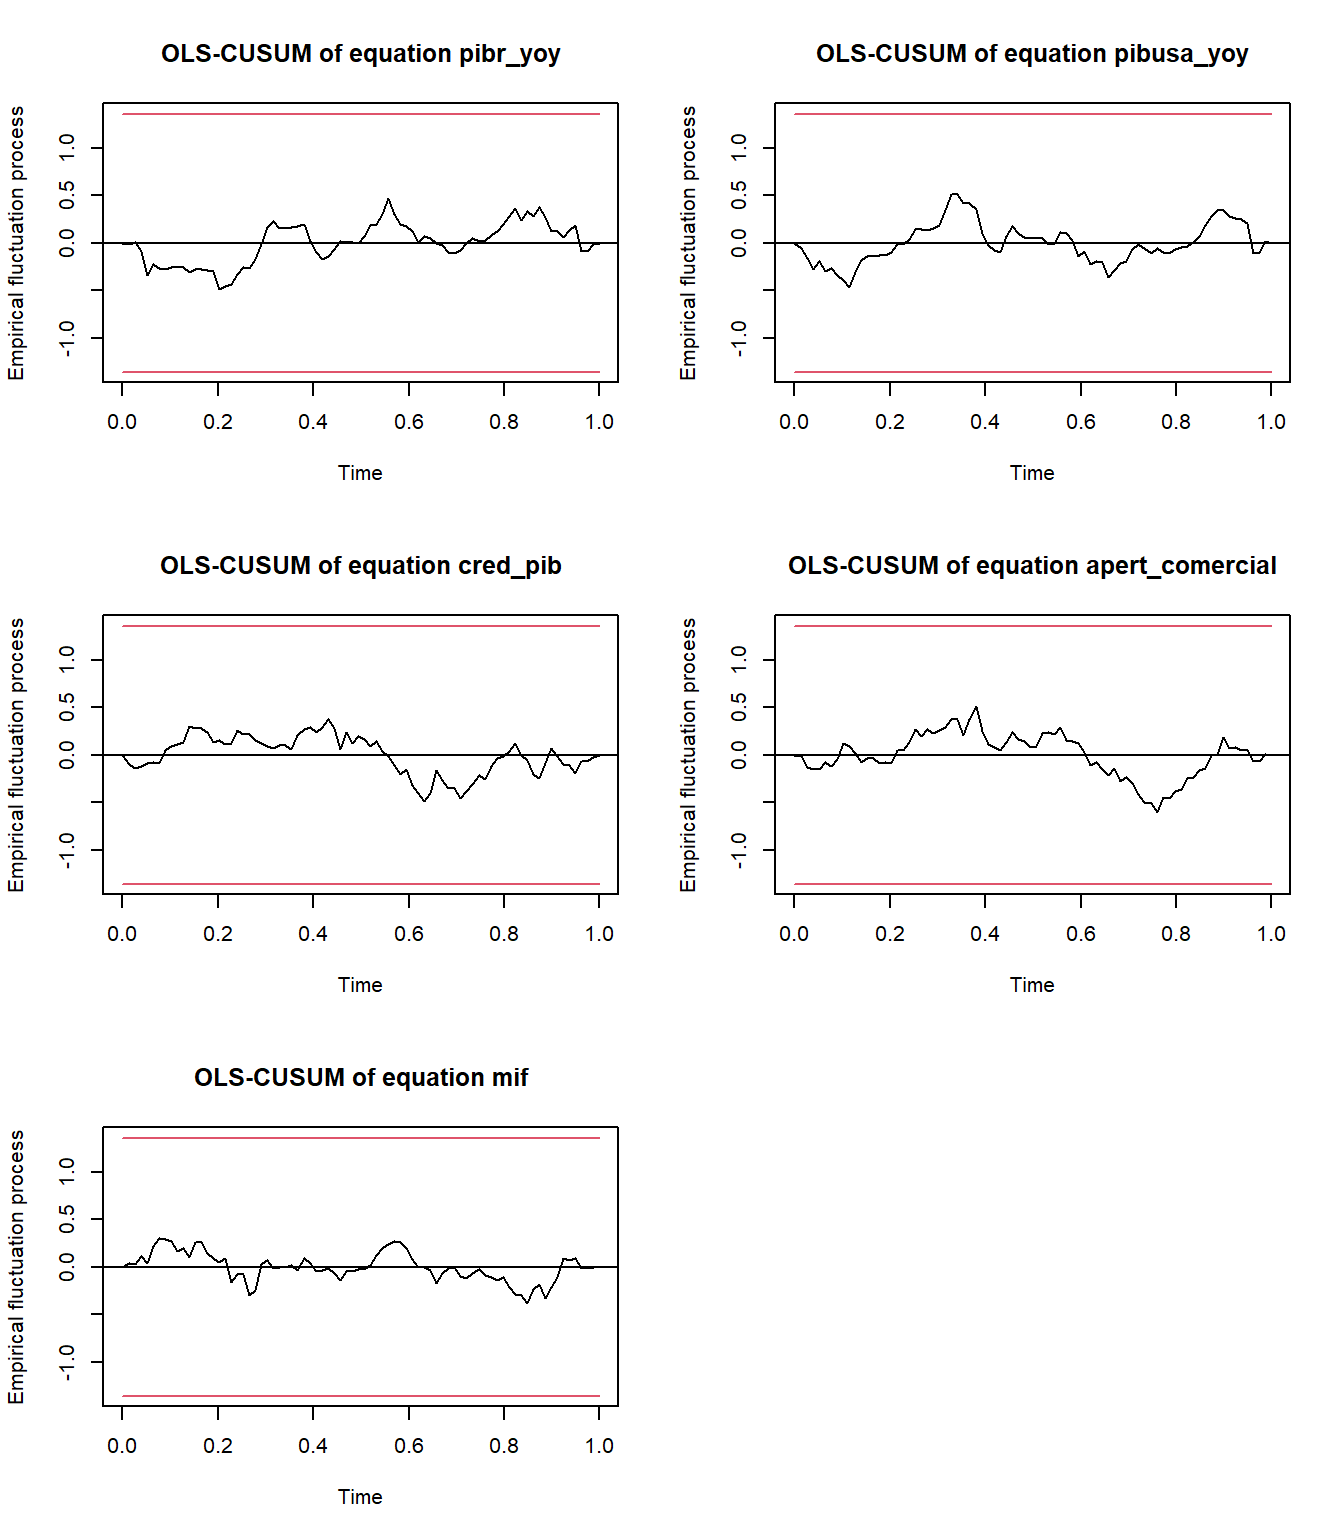 OLS-CUSUM of equation pibr_yoy
Empirical fluctuation process
1.0
0.5
0.0
-1.0
0.0 0.2 0.4 0.6 0.8 1.0
Time
OLS-CUSUM of equation pibusa_yoy
Empirical fluctuation process
1.0
0.5
0.0
-1.0
0.0 0.2 0.4 0.6 0.8 1.0
Time
OLS-CUSUM of equation cred_pib
Empirical fluctuation process
1.0
0.5
0.0
-1.0
0.0 0.2 0.4 0.6 0.8 1.0
Time
OLS-CUSUM of equation apert_comercial
Empirical fluctuation process
1.0
0.5
0.0
-1.0
0.0 0.2 0.4 0.6 0.8 1.0
Time
OLS-CUSUM of equation mif
Empirical fluctuation process
1.0
0.5
0.0
-1.0
0.0 0.2 0.4 0.6 0.8 1.0
Time